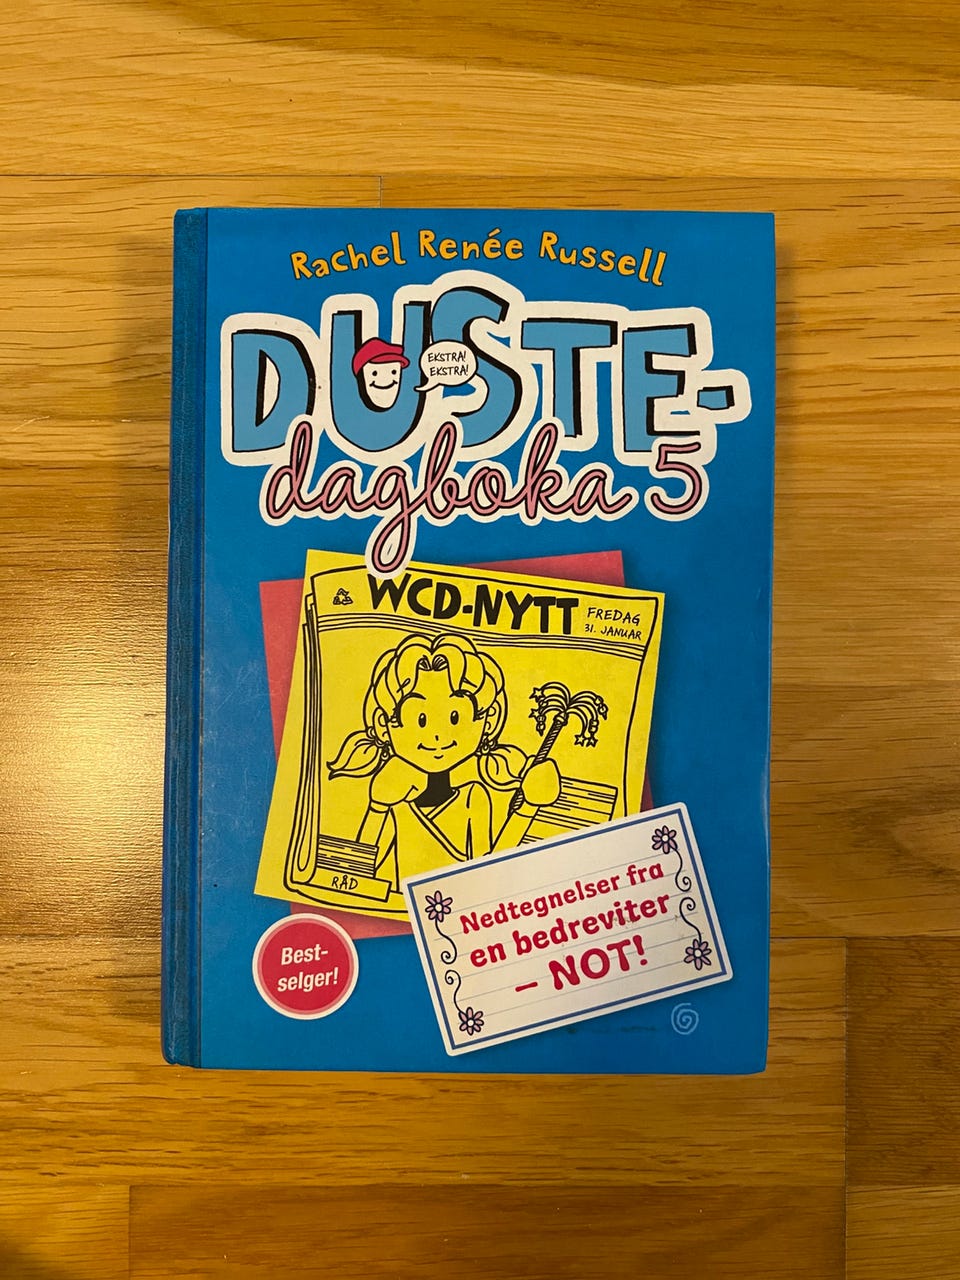 Rachel Renée Russell
DUSTE-
EKSTRA!
EKSTRA!
dagboka 5
WCD-NYTT
FREDAG
31. JANUAR
RÅD
Nedtegnelser fra
en bedreviter
– NOT!
Best-
selger!